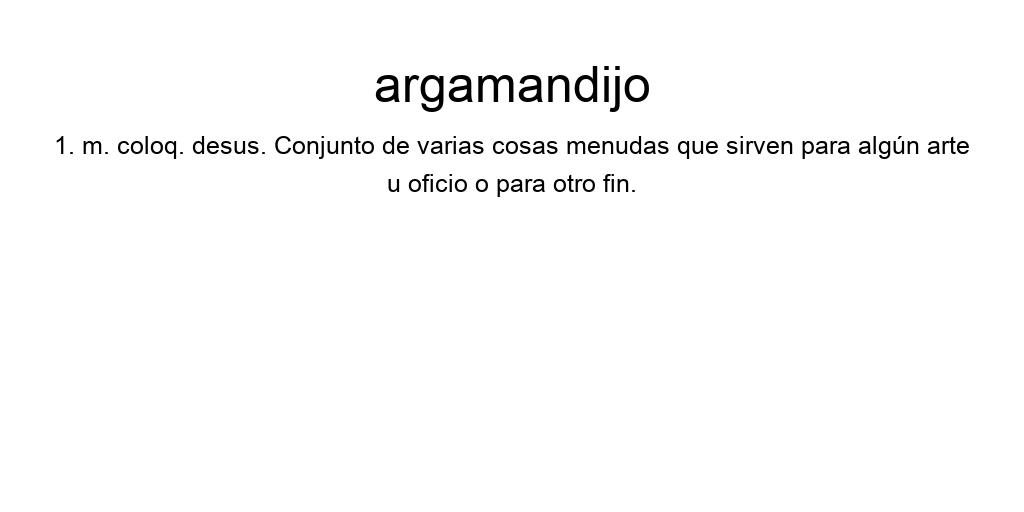 argamandijo
1. m. coloq. desus. Conjunto de varias cosas menudas que sirven para algún arte
u oficio o para otro fin.